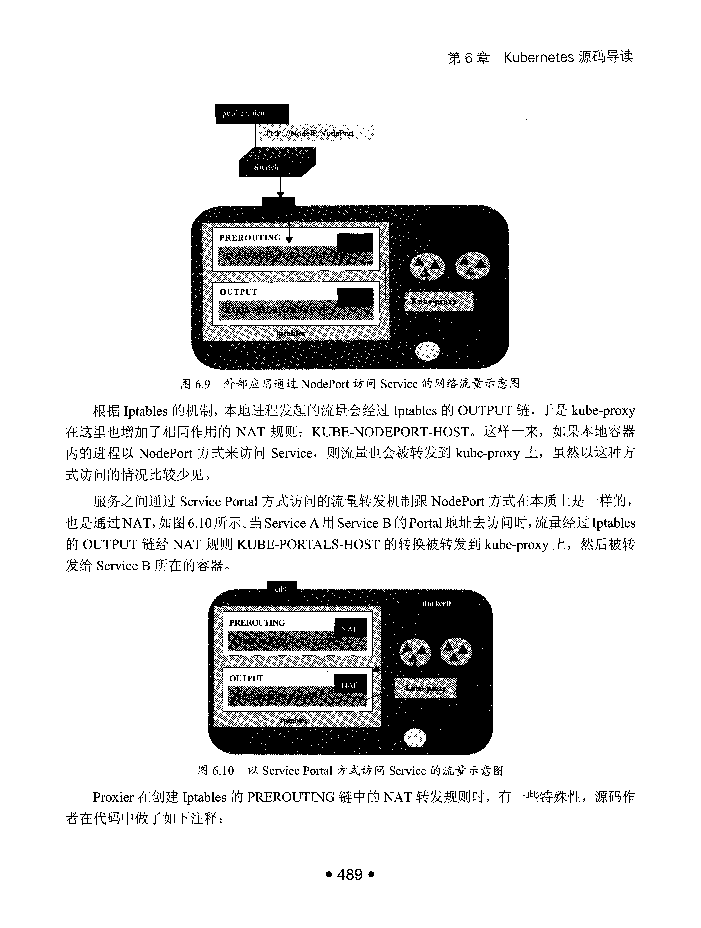 第 6 章 Kubernetes 源码导读
PREROUTING
OUTPUT
图 6.9 外部应用通过 NodePort 访问 Service 的网络流量示意图
根据 Iptables 的机制，本地进程发起的流量会经过 Iptables 的 OUTPUT 链，于是 kube-proxy
在这里也增加了相同作用的 NAT 规则：KUBE-NODEPORT-HOST。这样一来，如果本地容器
内的进程以 NodePort 方式来访问 Service，则流量也会被转发到 kube-proxy 上，虽然以这种方
式访问的情况比较少见。
服务之间通过 Service Portal 方式访问的流量转发机制跟 NodePort 方式在本质上是一样的，
也是通过 NAT，如图 6.10 所示。当 Service A 用 Service B 的 Portal 地址去访问时，流量经过 Iptables
的 OUTPUT 链经 NAT 规则 KUBE-PORTALS-HOST 的转换被转发到 kube-proxy 上，然后被转
发给 Service B 所在的容器。
PREROUTING
NAT
OUTPUT
NAT
图 6.10 以 Service Portal 方式访问 Service 的流量示意图
Proxier 在创建 Iptables 的 PREROUTING 链中的 NAT 转发规则时，有一些特殊性，源码作
者在代码中做了如下注释：
• 489 •